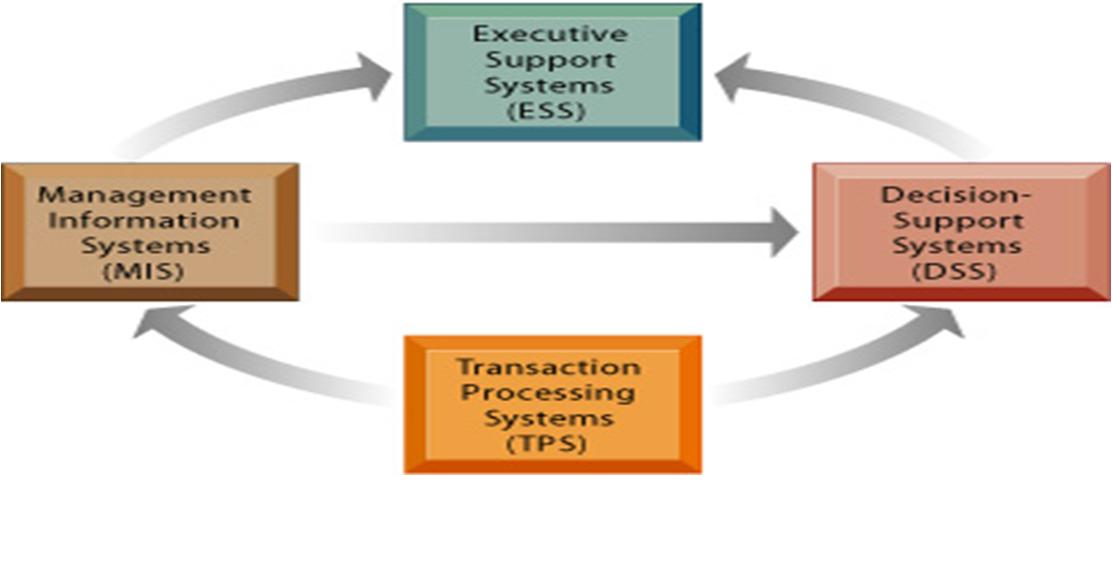 Executive
Support
Systems
(ESS)
Management
Information
Systems
(MIS)
Decision-
Support
Systems
(DSS)
Transaction
Processing
Systems
(TPS)